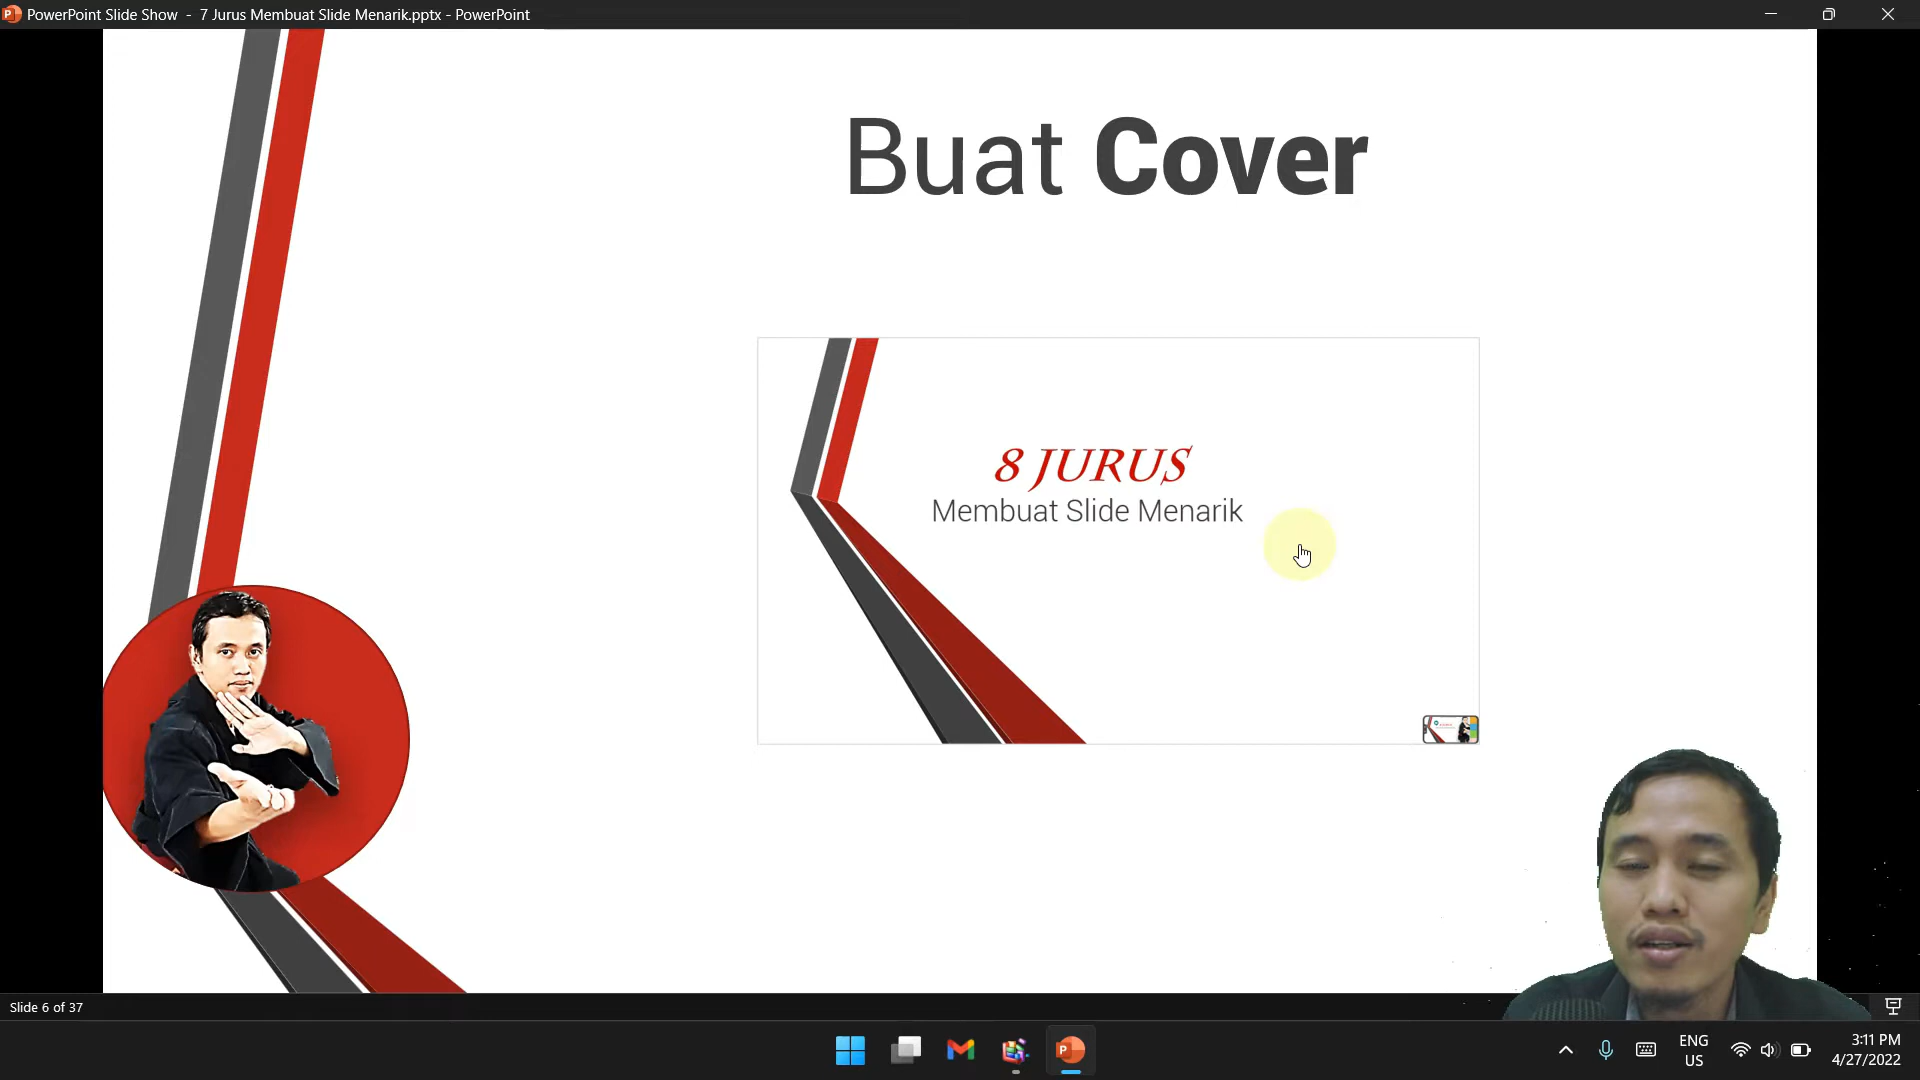 PowerPoint Slide Show - 7 Jurus Membuat Slide Menarik.pptx - PowerPoint
Buat Cover
8 JURUS
Membuat Slide Menarik
Slide 6 of 37
ENG
US
3:11 PM
4/27/2022